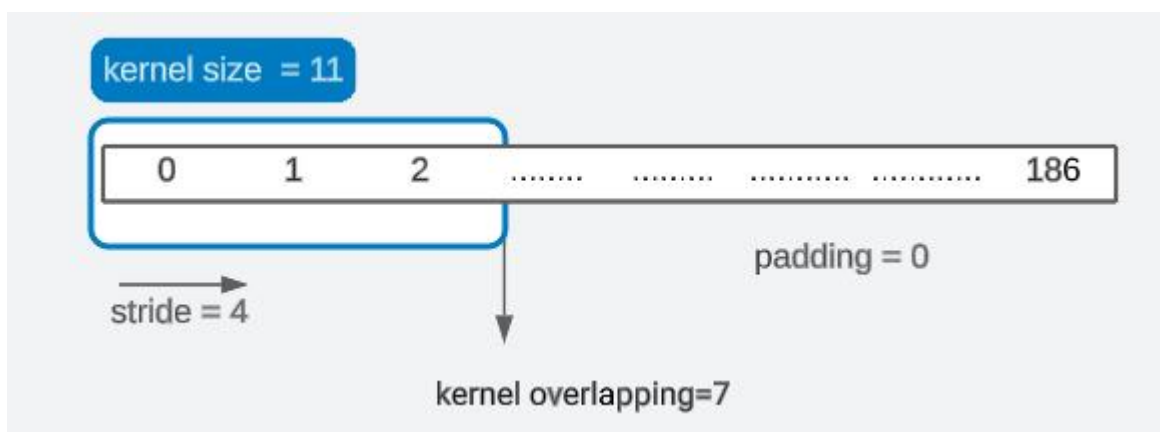 kernel size = 11
0 1 2 ........ ......... ........... ............ 186
padding = 0
stride = 4
kernel overlapping=7